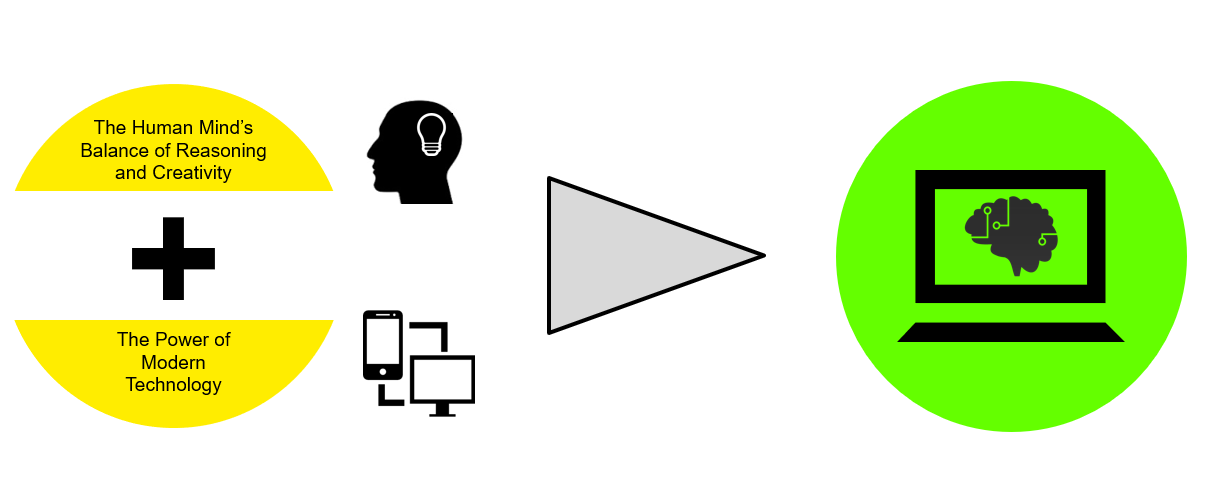 The Human Mind’s
Balance of Reasoning
and Creativity
The Power of
Modern
Technology